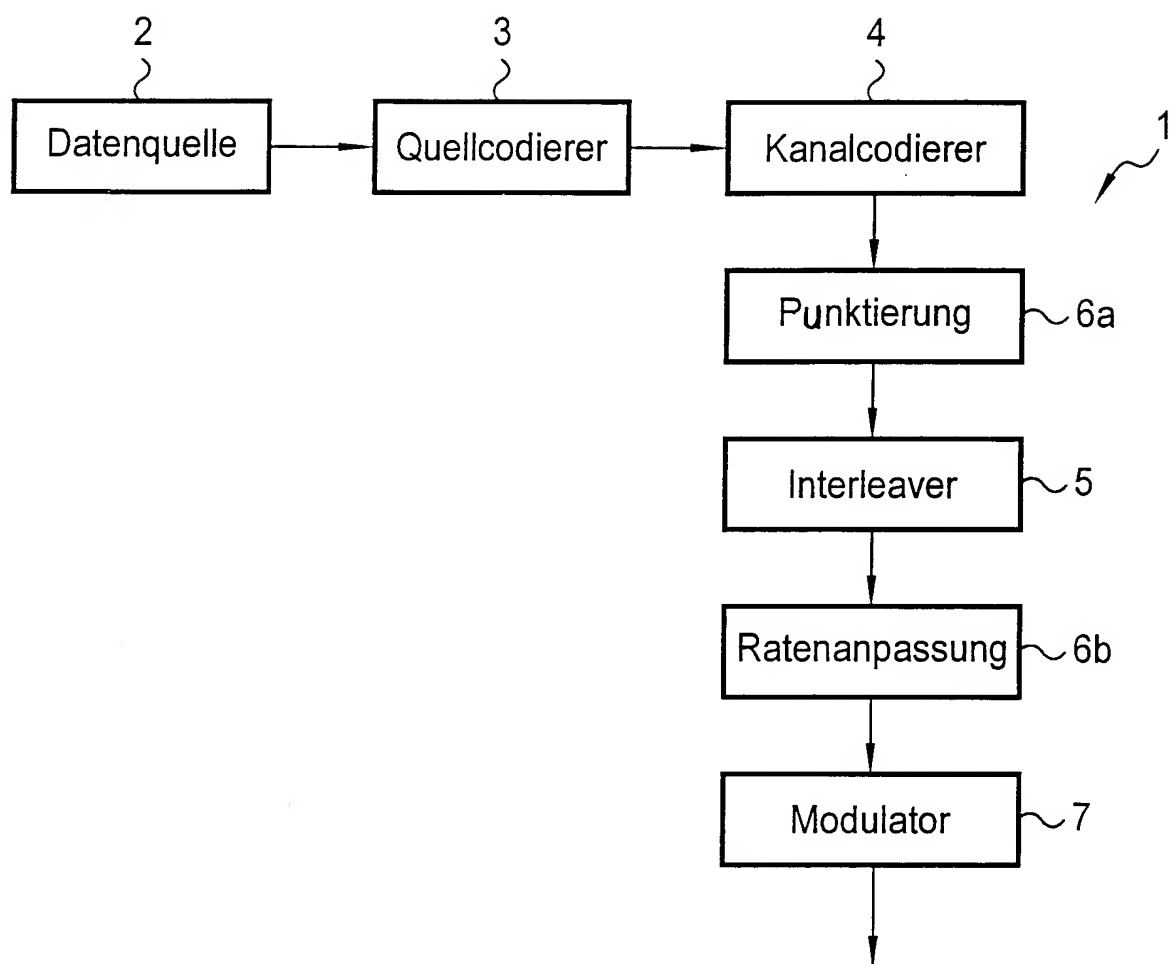 2 3 4
Datenquelle Quellcodierer Kanalcodierer
1
Punktierung 6a
Interleaver 5
Ratenanpassung 6b
Modulator 7